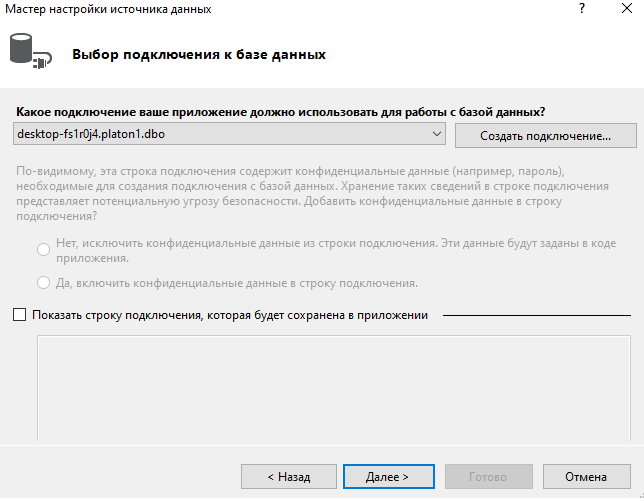 Мастер настройки источника данных
?
Выбор подключения к базе данных
Какое подключение ваше приложение должно использовать для работы с базой данных?
desktop-fs1r0j4.platon1.dbo
Создать подключение...
По-видимому, эта строка подключения содержит конфиденциальные данные (например, пароль),
необходимые для создания подключения с базой данных. Хранение таких сведений в строке подключения
представляет потенциальную угрозу безопасности. Добавить конфиденциальные данные в строку
подключения?
Нет, исключить конфиденциальные данные из строки подключения. Эти данные будут заданы в коде
приложения.
Да, включить конфиденциальные данные в строку подключения.
Показать строку подключения, которая будет сохранена в приложении
< Назад
Далее >
Готово
Отмена